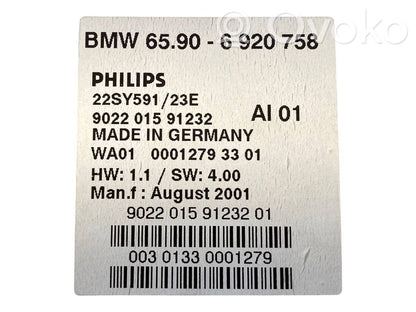 Ovoko
BMW 65.90 - 6 920 758
PHILIPS
22SY591/23E
9022 015 91232 AI 01
MADE IN GERMANY
WA01 0001279 33 01
HW: 1.1 / SW: 4.00
Man.f : August 2001
9022 015 91232 01
003 0133 0001279